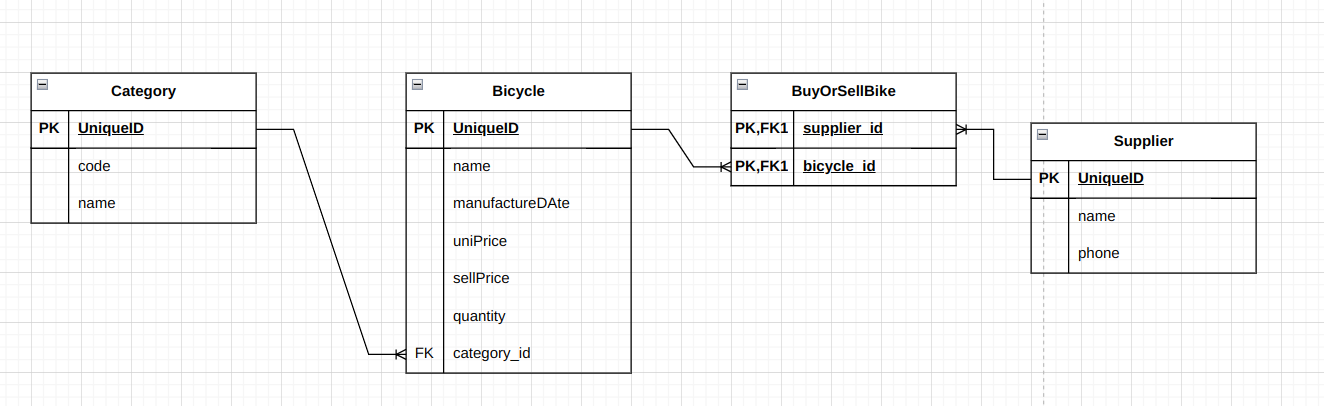 Category
PK UniqueID
code
name
Bicycle
PK UniqueID
name
manufactureDAte
uniPrice
sellPrice
quantity
FK category_id
BuyOrSellBike
PK,FK1 supplier_id
PK,FK1 bicycle_id
Supplier
PK UniqueID
name
phone